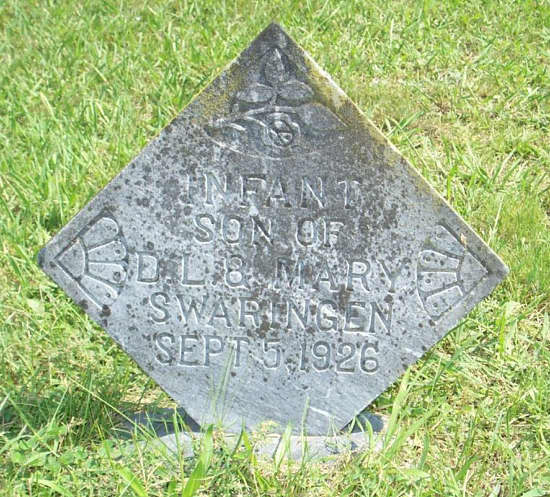 INFANT
SON OF
D.L. & MARY
SWARINGEN
SEPT. 5, 1926